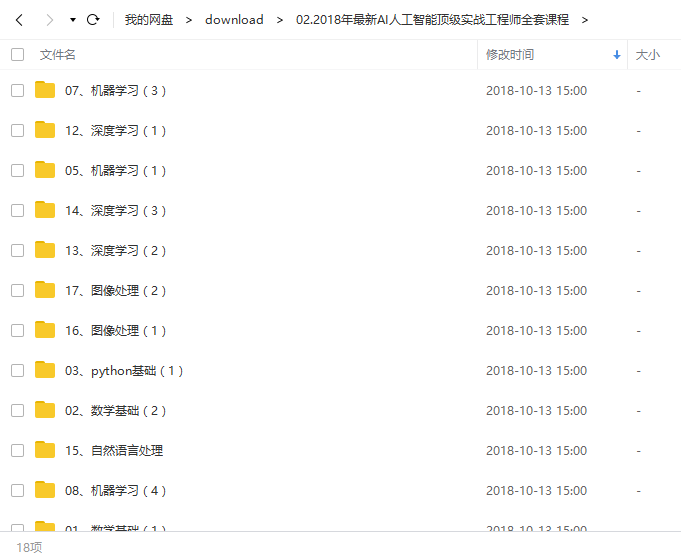 我的网盘 > download > 02.2018年最新AI人工智能顶级实战工程师全套课程 >
文件名 修改时间 大小
07、机器学习（3） 2018-10-13 15:00 -
12、深度学习（1） 2018-10-13 15:00 -
05、机器学习（1） 2018-10-13 15:00 -
14、深度学习（3） 2018-10-13 15:00 -
13、深度学习（2） 2018-10-13 15:00 -
17、图像处理（2） 2018-10-13 15:00 -
16、图像处理（1） 2018-10-13 15:00 -
03、python基础（1） 2018-10-13 15:00 -
02、数学基础（2） 2018-10-13 15:00 -
15、自然语言处理 2018-10-13 15:00 -
08、机器学习（4） 2018-10-13 15:00 -
01、数学基础（1） 2018-10-13 15:00 -
18项